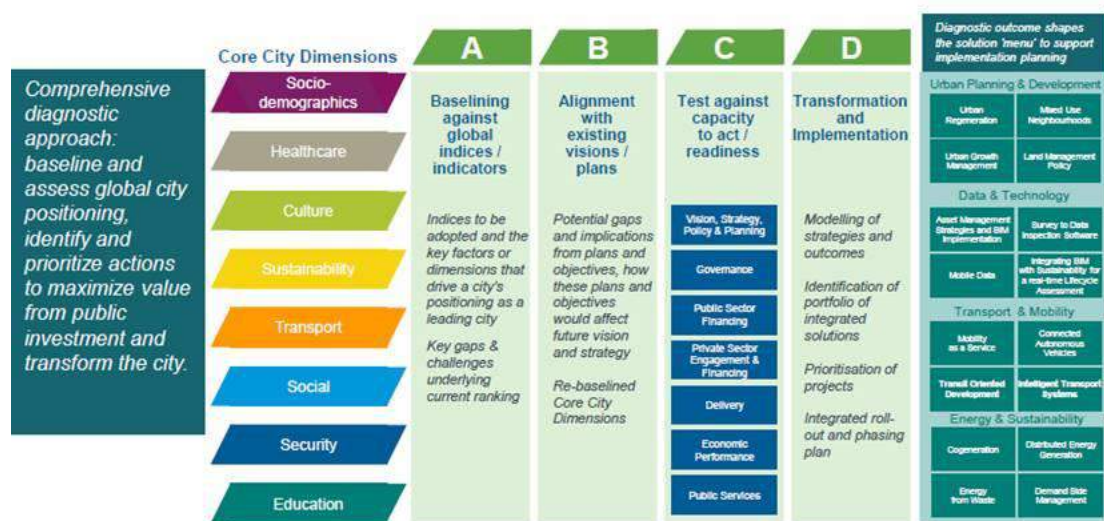 Comprehensive
diagnostic
approach:
baseline and
assess global city
positioning,
identify and
prioritize actions
to maximize value
from public
investment and
transform the city.
Core City Dimensions
Socio-
demographics
Healthcare
Culture
Sustainability
Transport
Social
Security
Education
A
Baselining
against
global
indices /
indicators
Indices to be
adopted and the
key factors or
dimensions that
drive a city's
positioning as a
leading city
Key gaps &
challenges
underlying
current ranking
B
Alignment
with
existing
visions /
plans
Potential gaps
and implications
from plans and
objectives, how
these plans and
objectives
would affect
future vision
and strategy
Re-baselined
Core City
Dimensions
C
Test against
capacity
to act /
readiness
Vision, Strategy,
Policy & Planning
Governance
Public Sector
Financing
Private Sector
Engagement &
Financing
Delivery
Economic
Performance
Public Services
D
Transformation
and
Implementation
Modelling of
strategies and
outcomes
Identification of
portfolio of
integrated
solutions
Prioritisation of
projects
Integrated roll-
out and phasing
plan
Diagnostic outcome shapes
the solution 'menu' to support
implementation planning
Urban Planning & Development
Urban
Regeneration
Mixed Use
Neighbourhoods
Urban Growth
Management
Land Management
Policy
Data & Technology
Asset Management
Strategies and BIM
Implementation
Survey to Data
Inspection Software
Mobile Data
Integrating BIM
with Sustainability for
a real-time Lifecycle
Assessment
Transport & Mobility
Mobility
as a Service
Connected
Autonomous
Vehicles
Transit Oriented
Development
Intelligent Transport
Systems
Energy & Sustainability
Cogeneration
Distributed Energy
Generation
Energy
from Waste
Demand Side
Management